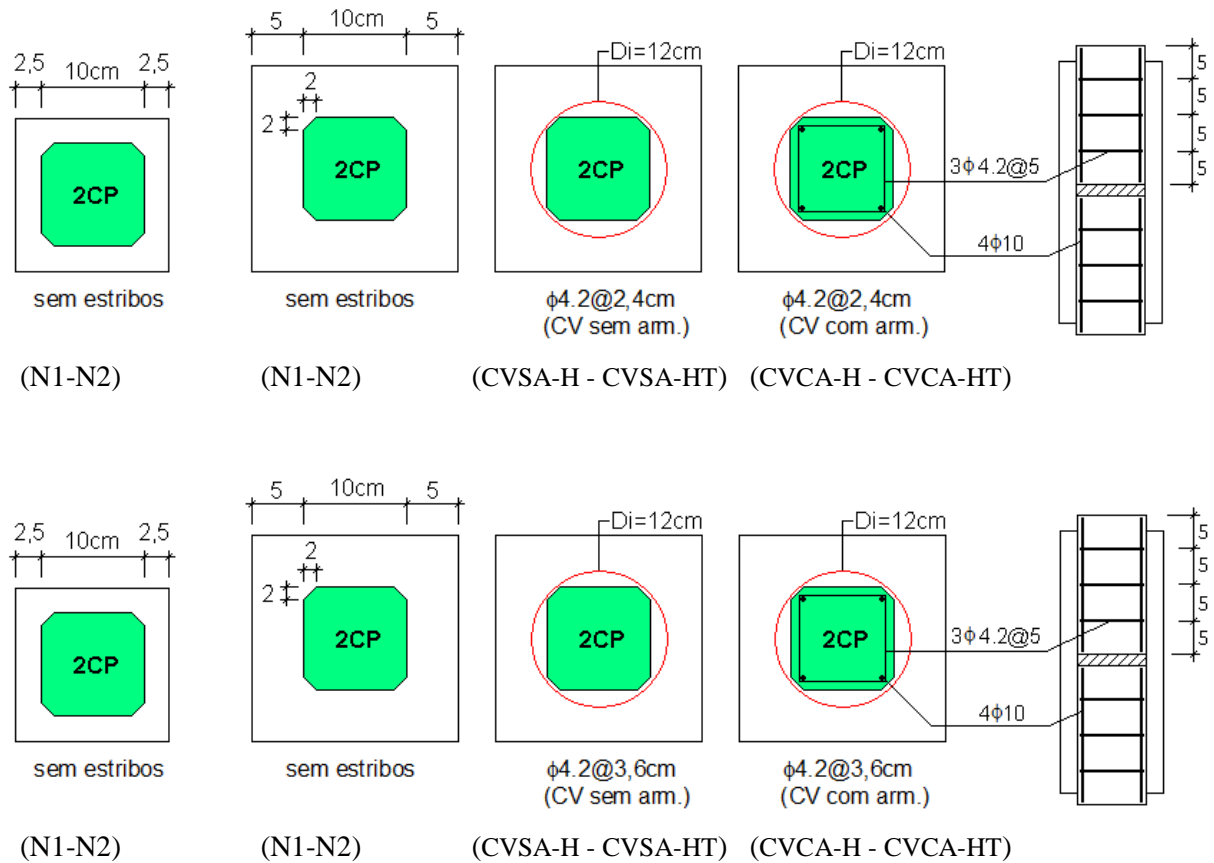 5 10cm 5
2,5 10cm 2,5
2
2
Di=12cm
Di=12cm
5
5
5
5
2CP
2CP
2CP
2CP
3ϕ4.2@5
4ϕ10
sem estribos
sem estribos
ϕ4.2@2,4cm
(CV sem arm.)
ϕ4.2@2,4cm
(CV com arm.)
(N1-N2)
(N1-N2)
(CVSA-H - CVSA-HT)
(CVCA-H - CVCA-HT)
5 10cm 5
2,5 10cm 2,5
2
2
Di=12cm
Di=12cm
5
5
5
5
2CP
2CP
2CP
2CP
3ϕ4.2@5
4ϕ10
sem estribos
sem estribos
ϕ4.2@3,6cm
(CV sem arm.)
ϕ4.2@3,6cm
(CV com arm.)
(N1-N2)
(N1-N2)
(CVSA-H - CVSA-HT)
(CVCA-H - CVCA-HT)